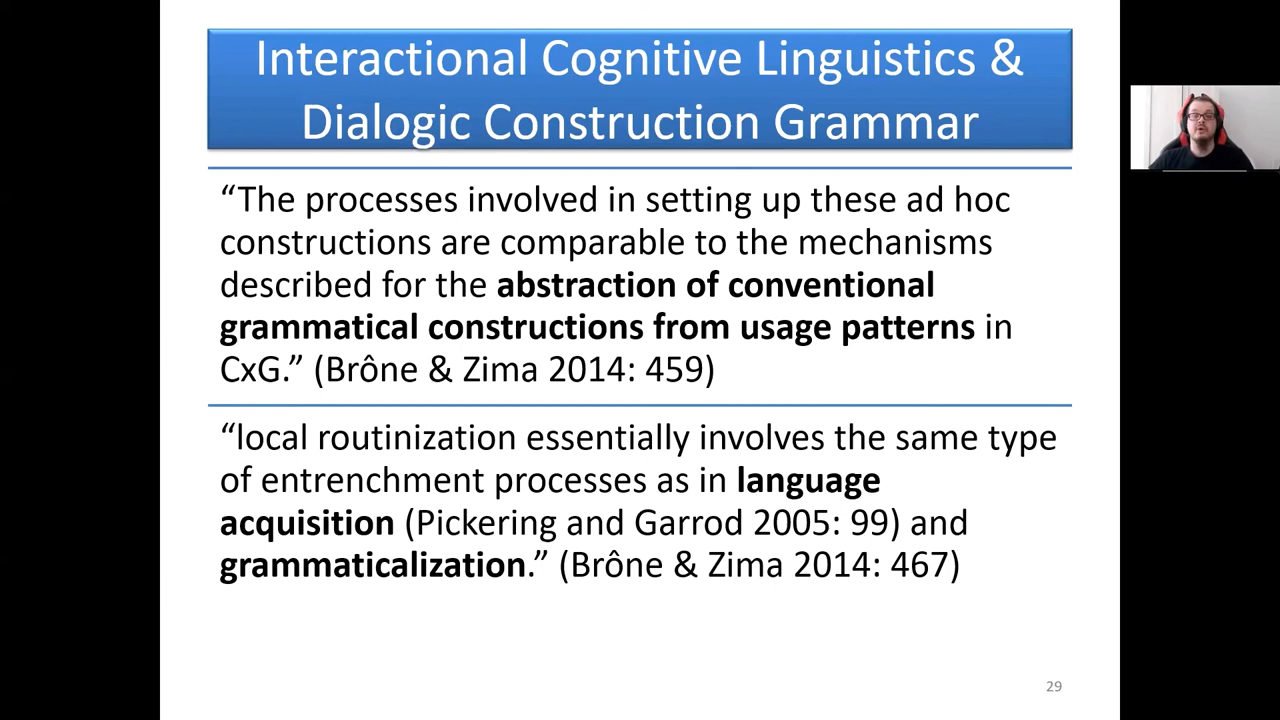 Interactional Cognitive Linguistics &
Dialogic Construction Grammar
“The processes involved in setting up these ad hoc
constructions are comparable to the mechanisms
described for the abstraction of conventional
grammatical constructions from usage patterns in
CxG.” (Brône & Zima 2014: 459)
“local routinization essentially involves the same type
of entrenchment processes as in language
acquisition (Pickering and Garrod 2005: 99) and
grammaticalization.” (Brône & Zima 2014: 467)
29